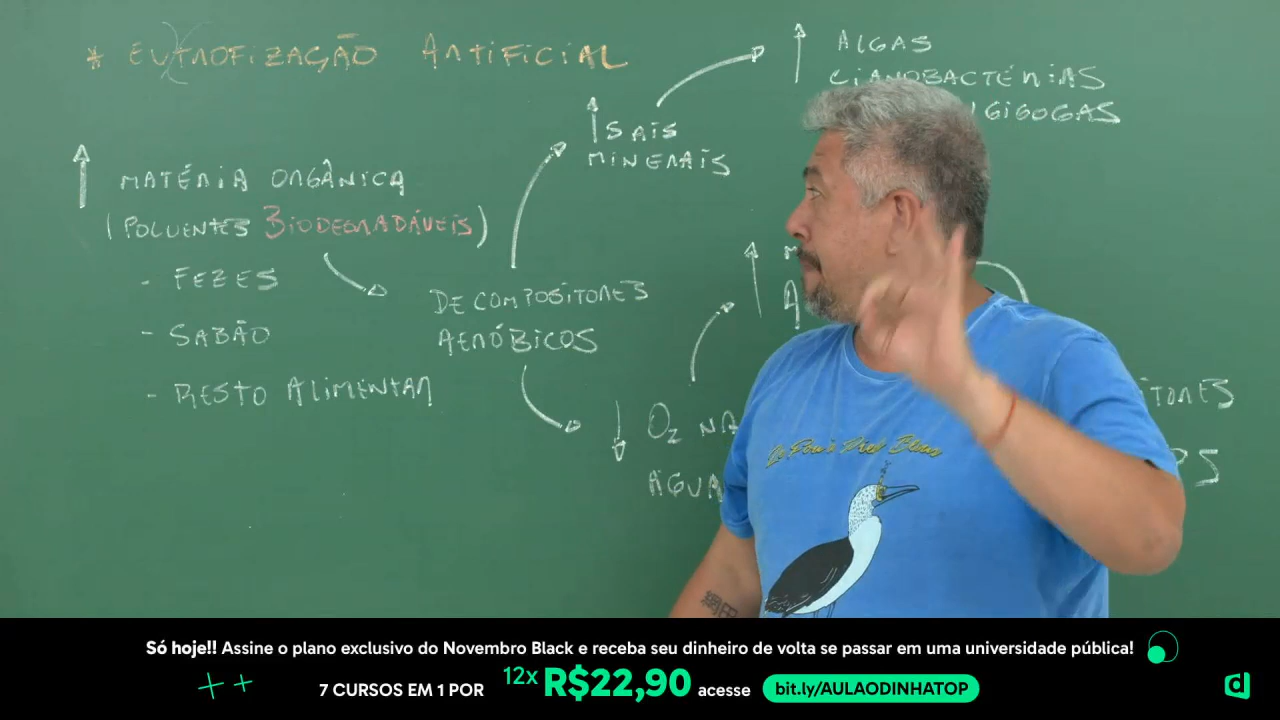 * EUTROFIZAÇÃO ARTIFICIAL
ALGAS
CIANOBACTÉRIAS
GIGOGAS
SAIS
MINERAIS
MATÉRIA ORGÂNICA
(POLUENTES BIODEGRADÁVEIS)
- FEZES
- SABÃO
- RESTO ALIMENTAR
DECOMPOSITORES
AERÓBICOS
O₂ NA
ÁGUA
Só hoje!! Assine o plano exclusivo do Novembro Black e receba seu dinheiro de volta se passar em uma universidade pública!
7 CURSOS EM 1 POR 12x R$22,90 acesse bit.ly/AULAODINHATOP